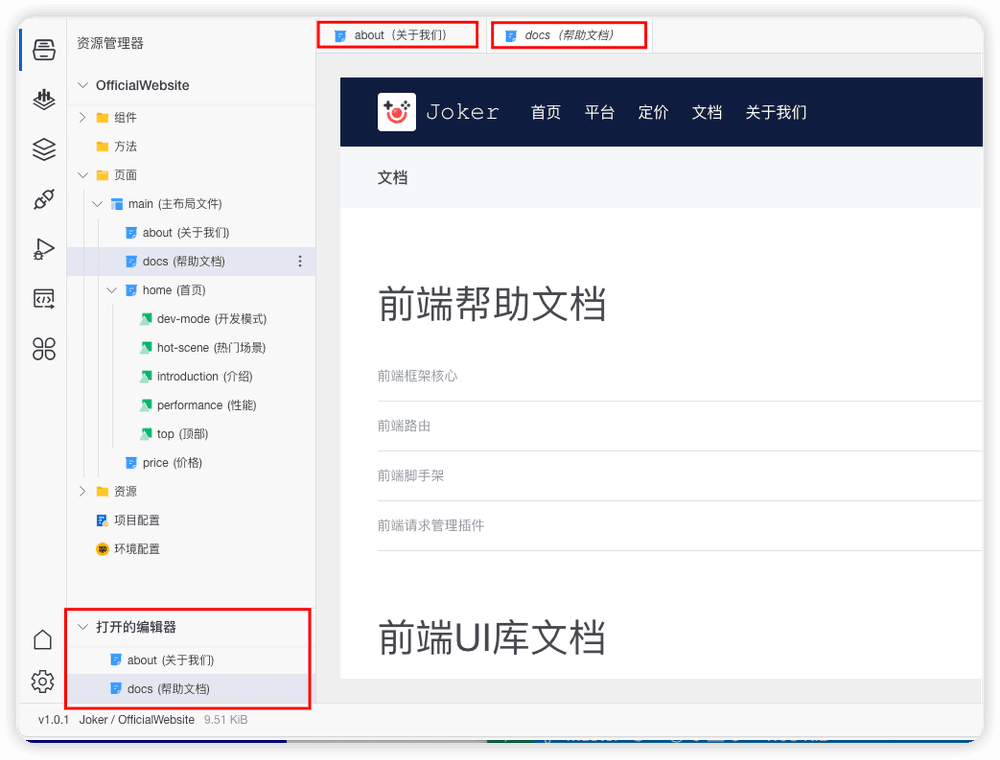 资源管理器
OfficialWebsite
组件
方法
页面
main (主布局文件)
about (关于我们)
docs (帮助文档)
home (首页)
dev-mode (开发模式)
hot-scene (热门场景)
introduction (介绍)
performance (性能)
top (顶部)
price (价格)
资源
项目配置
环境配置
打开的编辑器
about (关于我们)
docs (帮助文档)
about (关于我们)
docs (帮助文档)
Joker 首页 平台 定价 文档 关于我们
文档
前端帮助文档
前端框架核心
前端路由
前端脚手架
前端请求管理插件
前端UI库文档
v1.0.1 Joker / OfficialWebsite 9.51 KiB